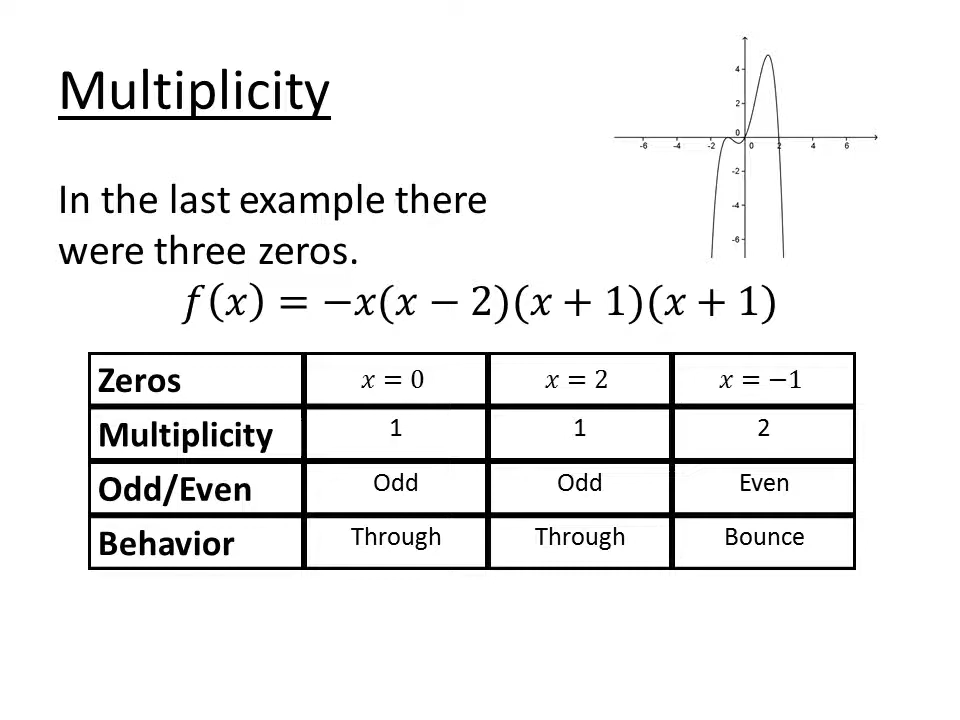 Multiplicity
4
2
0
-6 -4 -2 0 2 4 6
-2
-4
-6
In the last example there
were three zeros.
𝑓(𝑥) = −𝑥(𝑥 − 2)(𝑥 + 1)(𝑥 + 1)
Zeros 𝑥 = 0 𝑥 = 2 𝑥 = −1
Multiplicity 1 1 2
Odd/Even Odd Odd Even
Behavior Through Through Bounce